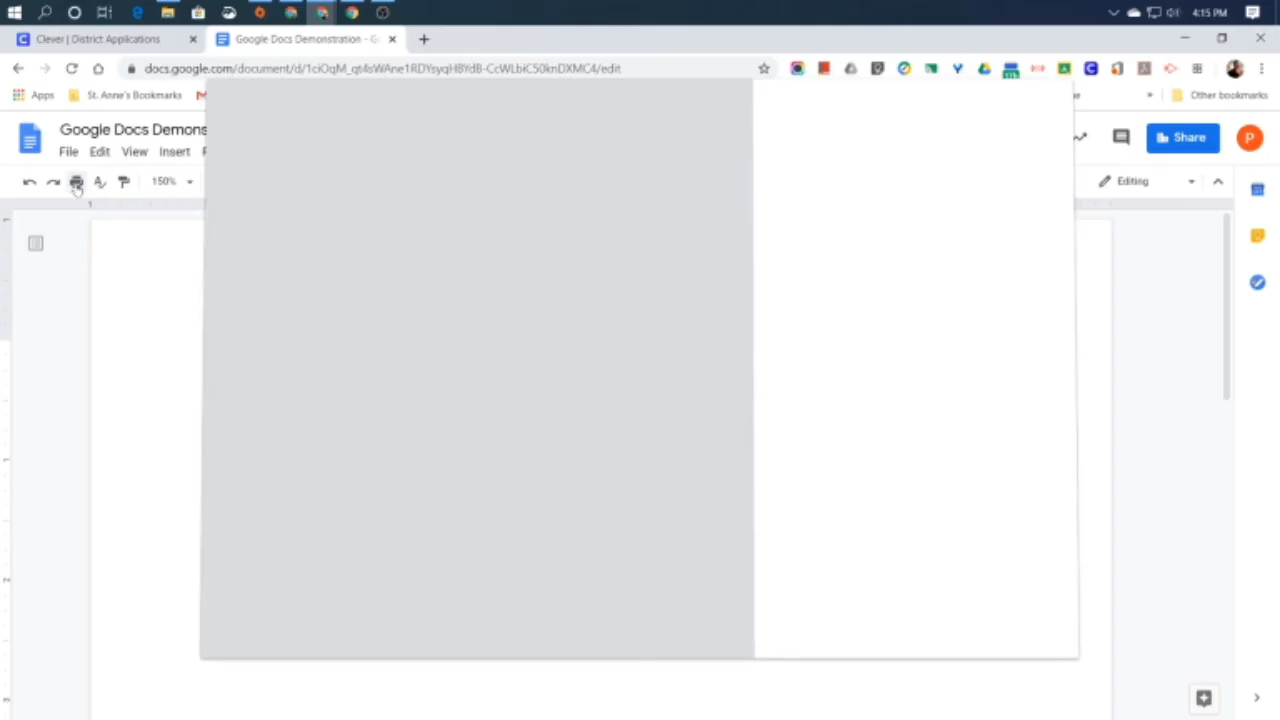 4:15 PM
Clever | District Applications
Google Docs Demonstration - G
docs.google.com/document/d/1ciOqM_qt4sWAne1RDYsyqH8YdB-CcWLbiC50knDXMC4/edit
Apps St. Anne's Bookmarks Other bookmarks
Google Docs Demons
Share
P
File Edit View Insert
150% Editing